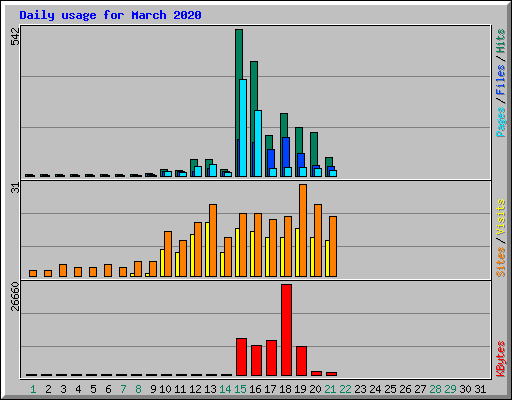 Daily usage for March 2020
542
Pages / Files / Hits
31
Sites / Visits
26660
KBytes
1 2 3 4 5 6 7 8 9 10 11 12 13 14 15 16 17 18 19 20 21 22 23 24 25 26 27 28 29 30 31